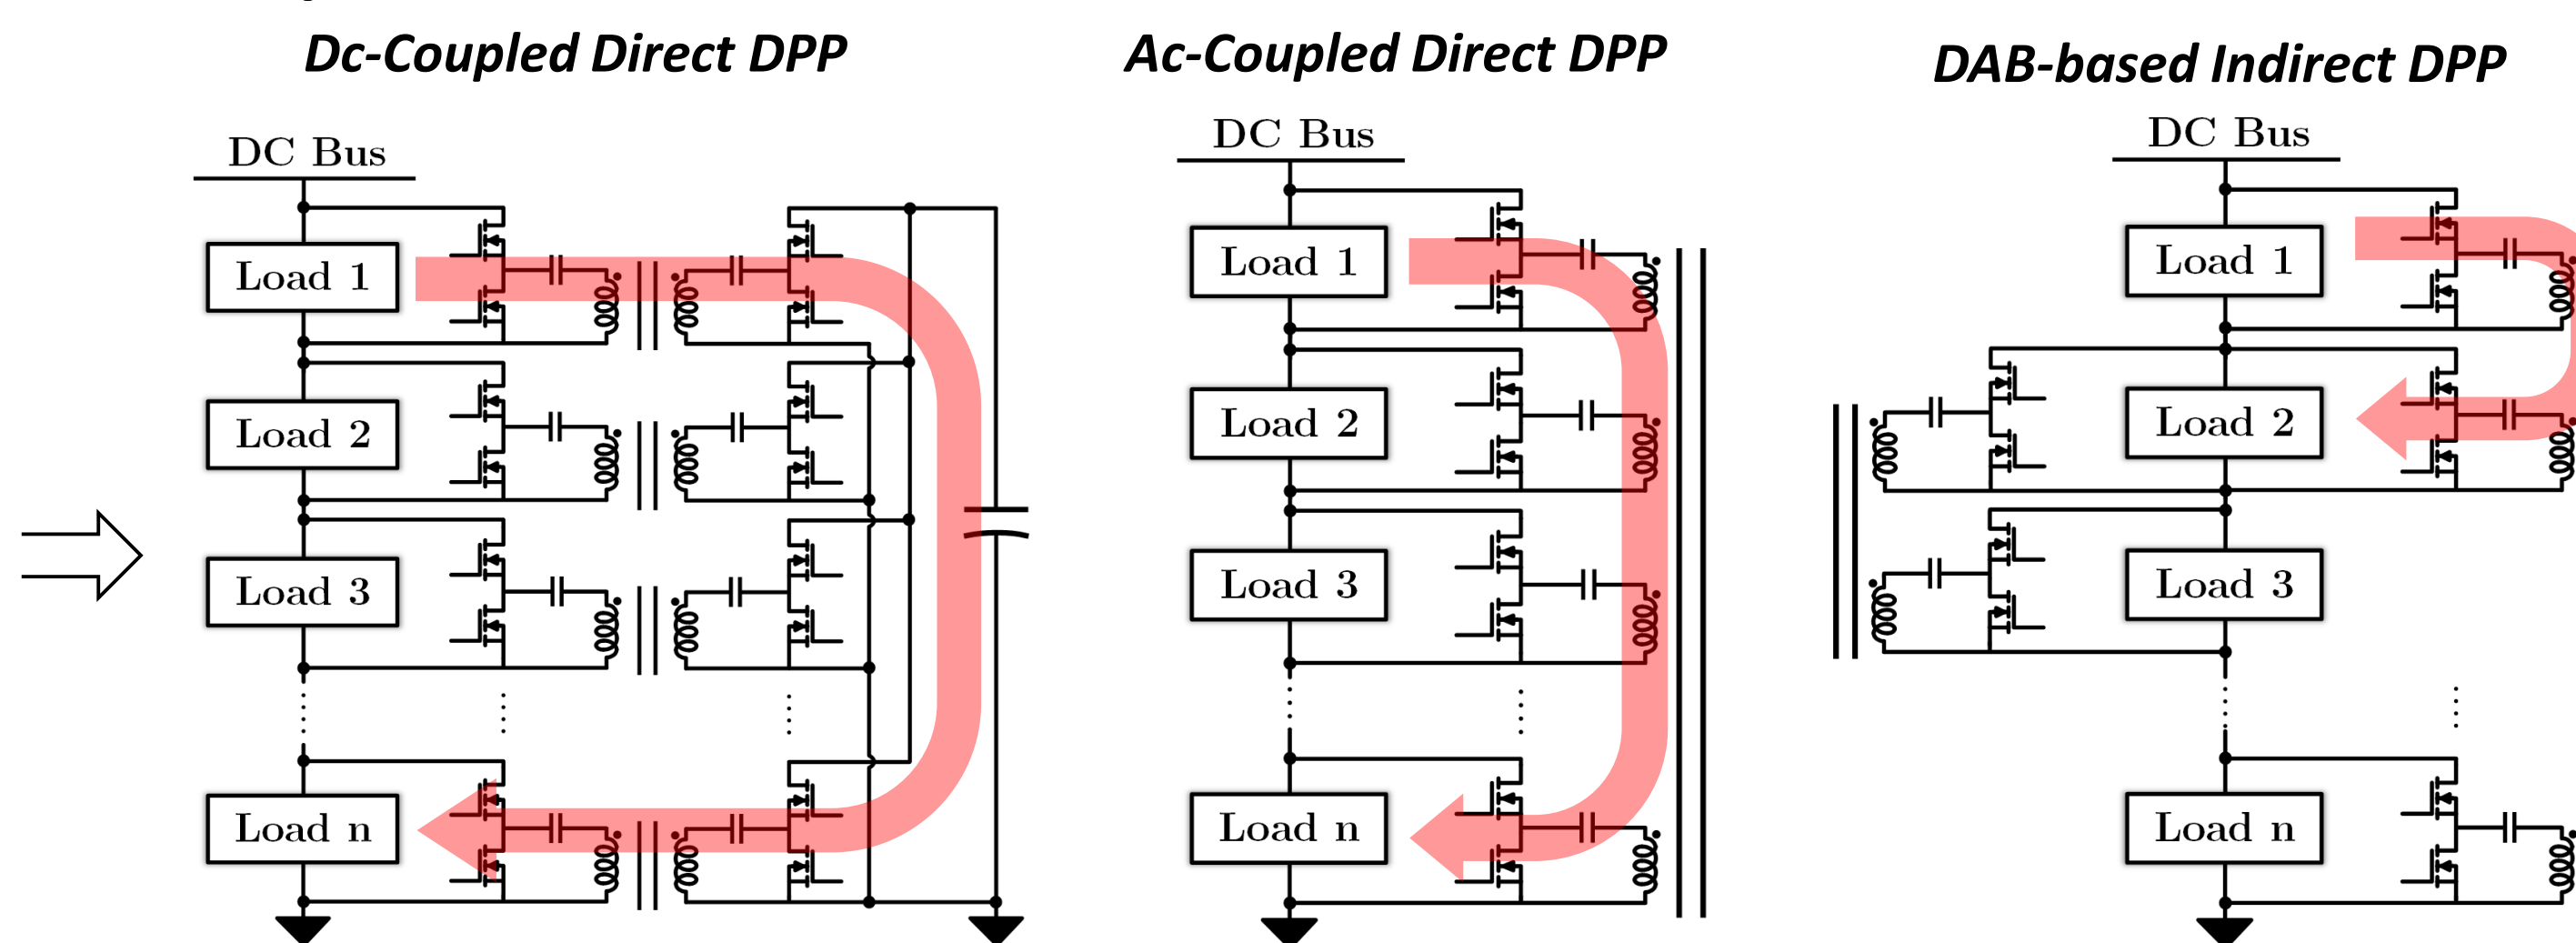 Dc-Coupled Direct DPP
DC Bus
Load 1
Load 2
Load 3
Load n
Ac-Coupled Direct DPP
DC Bus
Load 1
Load 2
Load 3
Load n
DAB-based Indirect DPP
DC Bus
Load 1
Load 2
Load 3
Load n